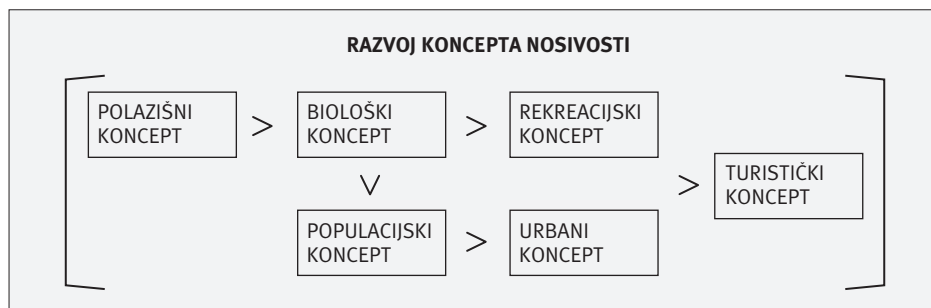 RAZVOJ KONCEPTA NOSIVOSTI
POLAZIŠNI
KONCEPT
>
BIOLOŠKI
KONCEPT
>
REKREACIJSKI
KONCEPT
>
POPULACIJSKI
KONCEPT
>
URBANI
KONCEPT
>
TURISTIČKI
KONCEPT